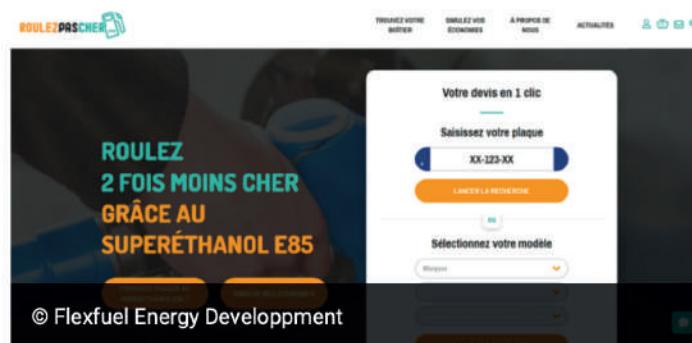 ROULEZPASCHER
TROUVEZ VOTRE
BOÎTIER
SIMULEZ VOS
ÉCONOMIES
À PROPOS DE
NOUS
ACTUALITÉS
Votre devis en 1 clic
Saisissez votre plaque
XX-123-XX
LANCER LA RECHERCHE
OU
Sélectionnez votre modèle
Marque
ROULEZ
2 FOIS MOINS CHER
GRÂCE AU
SUPERÉTHANOL E85
© Flexfuel Energy Developpment